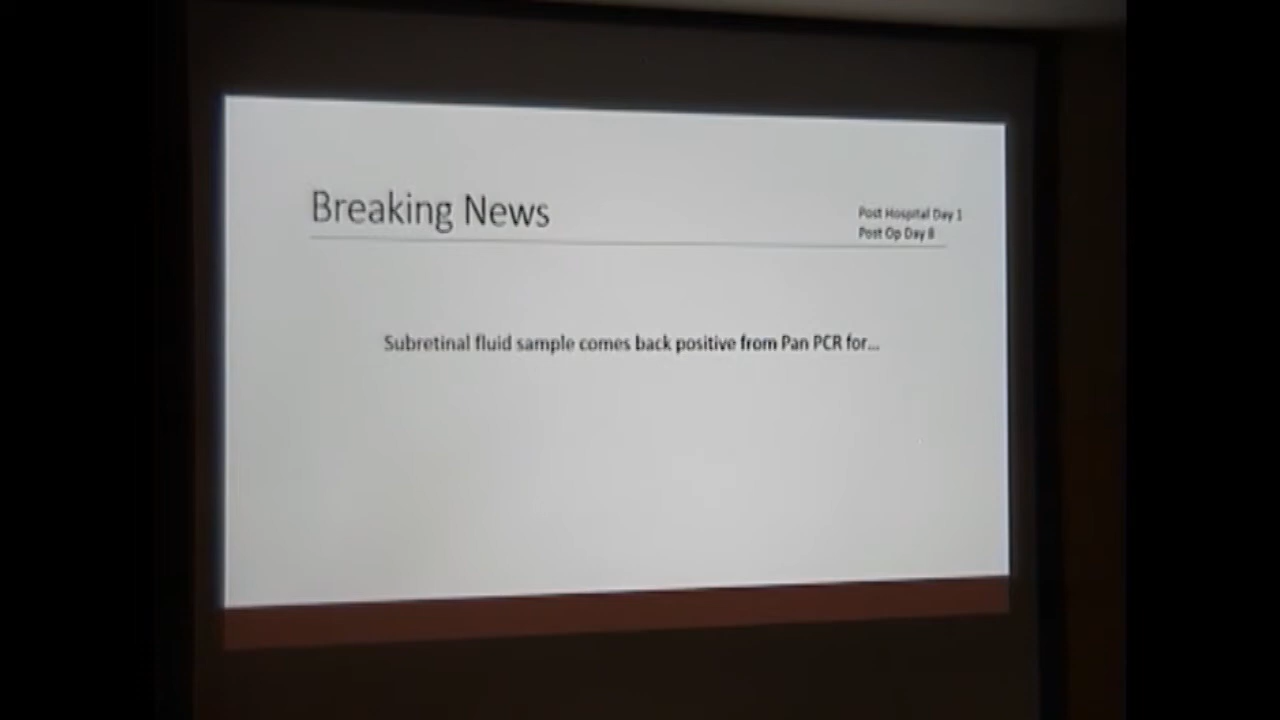 Breaking News
Post Hospital Day 1
Post Op Day 8
Subretinal fluid sample comes back positive from Pan PCR for...